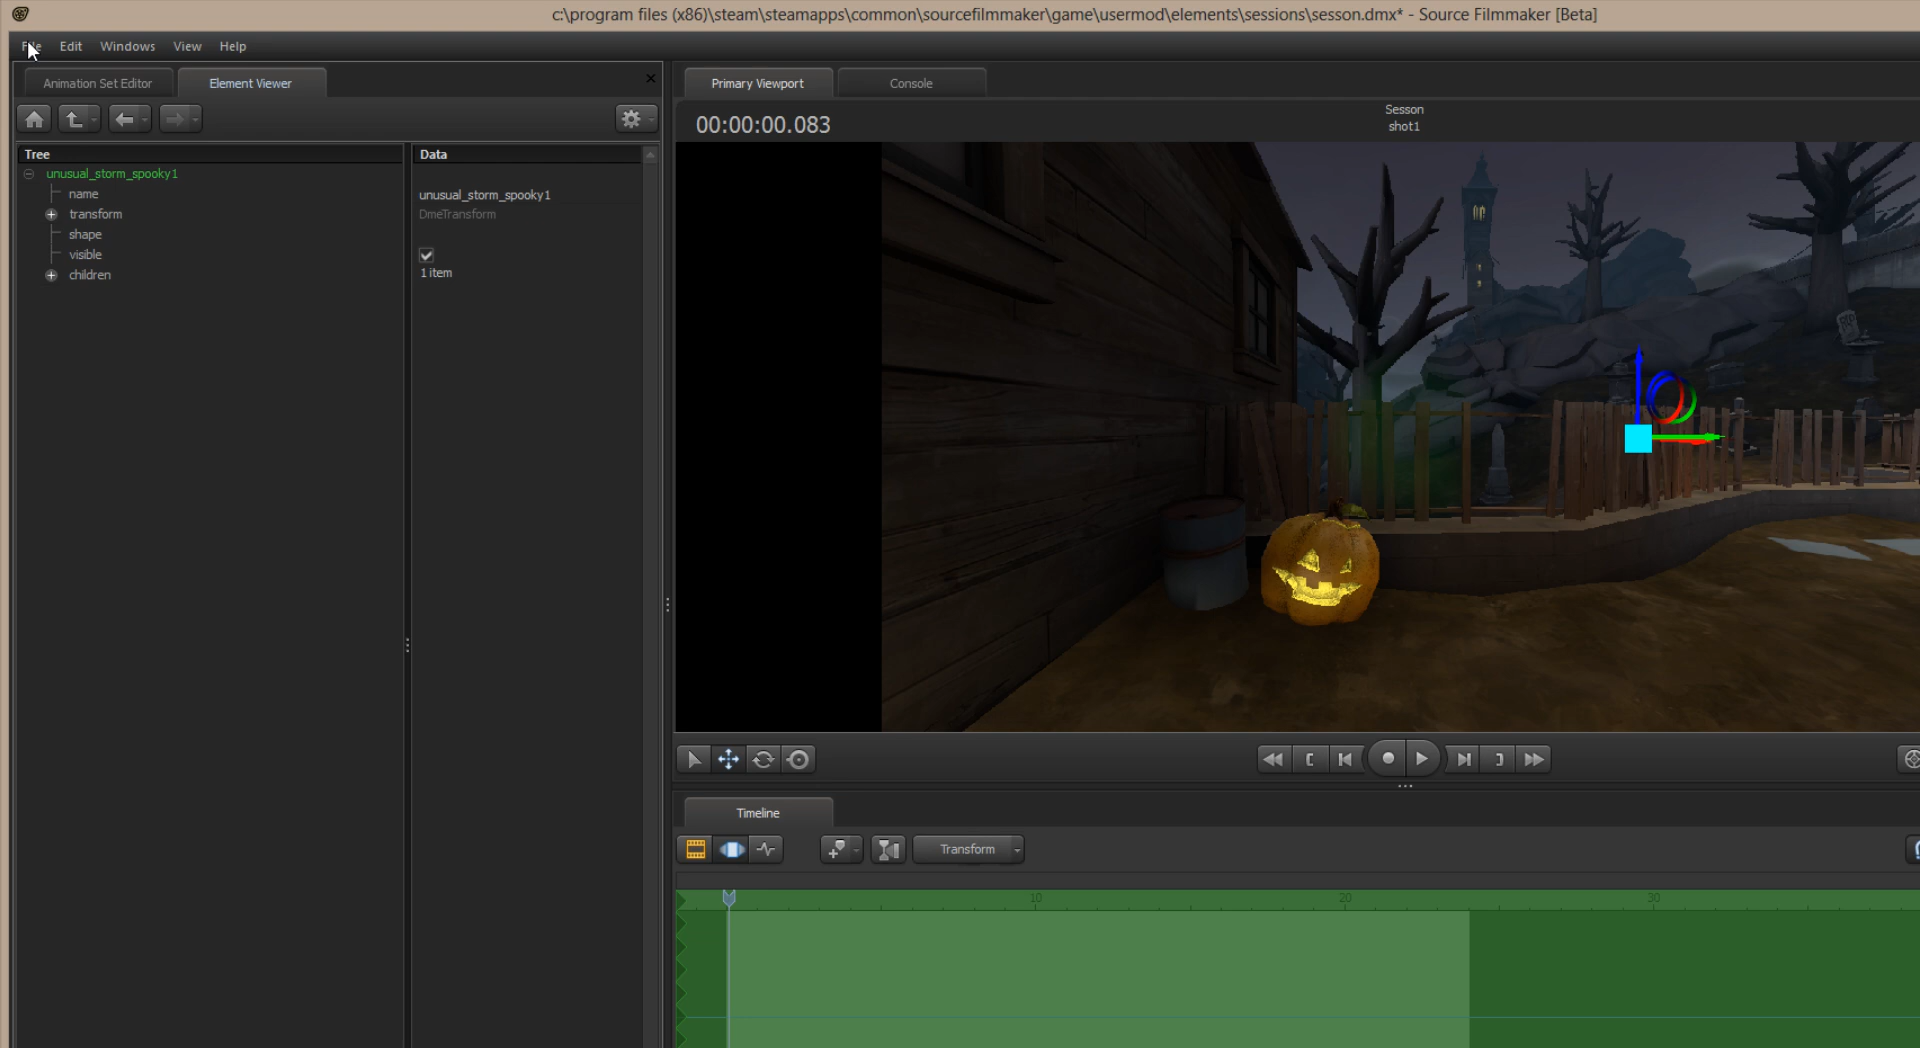 c:\program files (x86)\steam\steamapps\common\sourcefilmmaker\game\usermod\elements\sessions\sesson.dmx* - Source Filmmaker [Beta]
File Edit Windows View Help
Animation Set Editor Element Viewer
Primary Viewport Console
00:00:00.083
Sesson
shot1
Tree Data
unusual_storm_spooky1
name unusual_storm_spooky1
transform DmeTransform
shape
visible
children 1 item
Timeline
Transform
10 20 30